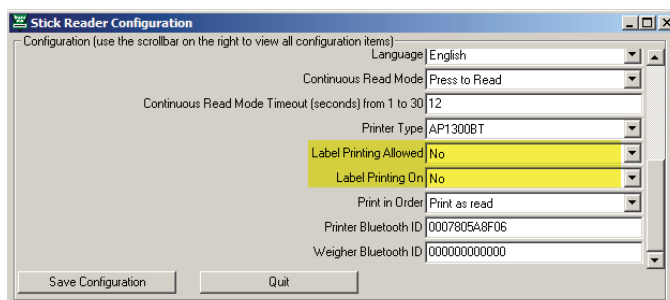 Stick Reader Configuration
Configuration (use the scrollbar on the right to view all configuration items)
Language English
Continuous Read Mode Press to Read
Continuous Read Mode Timeout (seconds) from 1 to 30 12
Printer Type AP1300BT
Label Printing Allowed No
Label Printing On No
Print in Order Print as read
Printer Bluetooth ID 0007805A8F06
Weigher Bluetooth ID 000000000000
Save Configuration Quit